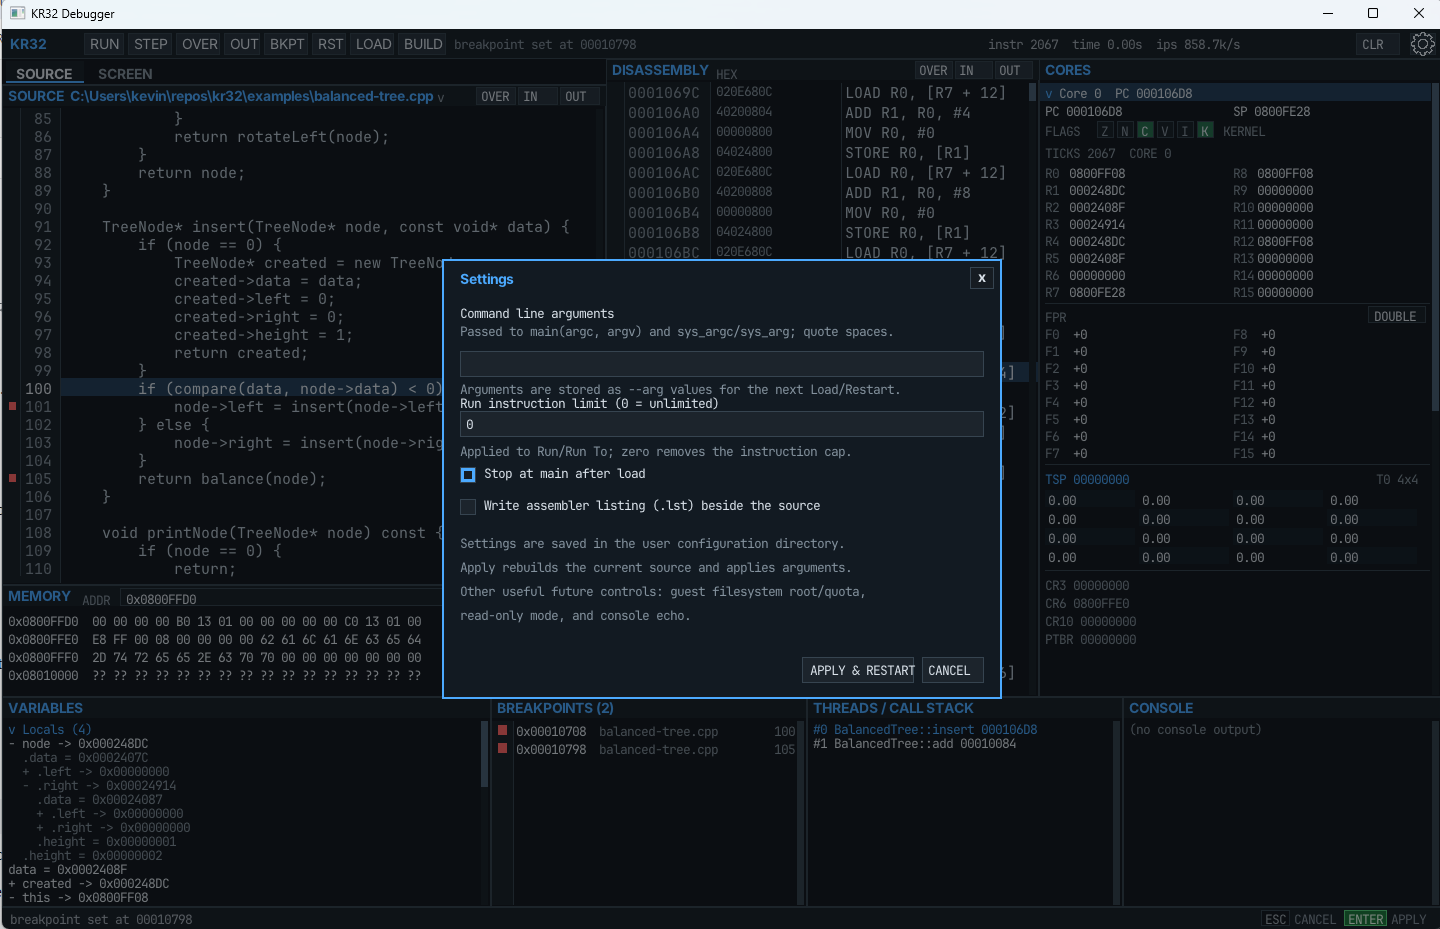 KR32 Debugger
KR32 RUN STEP OVER OUT BKPT RST LOAD BUILD breakpoint set at 00010798 instr 2067 time 0.00s ips 858.7k/s CLR
SOURCE SCREEN
SOURCE C:\Users\kevin\repos\kr32\examples\balanced-tree.cpp v OVER IN OUT
85 }
86 return rotateLeft(node);
87 }
88 return node;
89 }
90
91 TreeNode* insert(TreeNode* node, const void* data) {
92 if (node == 0) {
93 TreeNode* created = new TreeNo
94 created->data = data;
95 created->left = 0;
96 created->right = 0;
97 created->height = 1;
98 return created;
99 }
100 if (compare(data, node->data) < 0)
101 node->left = insert(node->left
102 } else {
103 node->right = insert(node->rig
104 }
105 return balance(node);
106 }
107
108 void printNode(TreeNode* node) const {
109 if (node == 0) {
110 return;
DISASSEMBLY HEX OVER IN OUT
0001069C 020E680C LOAD R0, [R7 + 12]
000106A0 40200804 ADD R1, R0, #4
000106A4 00000800 MOV R0, #0
000106A8 04024800 STORE R0, [R1]
000106AC 020E680C LOAD R0, [R7 + 12]
000106B0 40200808 ADD R1, R0, #8
000106B4 00000800 MOV R0, #0
000106B8 04024800 STORE R0, [R1]
000106BC 020E680C LOAD R0, [R7 + 12]
CORES
v Core 0 PC 000106D8
PC 000106D8 SP 0800FE28
FLAGS Z N C V I K KERNEL
TICKS 2067 CORE 0
R0 0800FF08 R8 0800FF08
R1 000248DC R9 00000000
R2 0002408F R10 00000000
R3 00024914 R11 00000000
R4 000248DC R12 0800FF08
R5 0002408F R13 00000000
R6 00000000 R14 00000000
R7 0800FE28 R15 00000000
FPR DOUBLE
F0 +0 F8 +0
F1 +0 F9 +0
F2 +0 F10 +0
F3 +0 F11 +0
F4 +0 F12 +0
F5 +0 F13 +0
F6 +0 F14 +0
F7 +0 F15 +0
TSP 00000000 T0 4x4
0.00 0.00 0.00 0.00
0.00 0.00 0.00 0.00
0.00 0.00 0.00 0.00
0.00 0.00 0.00 0.00
CR3 00000000
CR6 0800FFE0
CR10 00000000
PTBR 00000000
Settings X
Command line arguments
Passed to main(argc, argv) and sys_argc/sys_arg; quote spaces.
Arguments are stored as --arg values for the next Load/Restart.
Run instruction limit (0 = unlimited)
0
Applied to Run/Run To; zero removes the instruction cap.
Stop at main after load
Write assembler listing (.lst) beside the source
Settings are saved in the user configuration directory.
Apply rebuilds the current source and applies arguments.
Other useful future controls: guest filesystem root/quota,
read-only mode, and console echo.
APPLY & RESTART CANCEL
MEMORY ADDR 0x0800FFD0
0x0800FFD0 00 00 00 00 B0 13 01 00 00 00 00 00 C0 13 01 00
0x0800FFE0 E8 FF 00 08 00 00 00 00 62 61 6C 61 6E 63 65 64
0x0800FFF0 2D 74 72 65 65 2E 63 70 70 00 00 00 00 00 00 00
0x08010000 ?? ?? ?? ?? ?? ?? ?? ?? ?? ?? ?? ?? ?? ?? ?? ??
VARIABLES
v Locals (4)
- node -> 0x000248DC
.data = 0x0002407C
+ .left -> 0x00000000
- .right -> 0x00024914
.data = 0x00024087
+ .left -> 0x00000000
+ .right -> 0x00000000
.height = 0x00000001
.height = 0x00000002
data = 0x0002408F
+ created -> 0x000248DC
- this -> 0x0800FF08
BREAKPOINTS (2)
0x00010708 balanced-tree.cpp 100
0x00010798 balanced-tree.cpp 105
THREADS / CALL STACK
#0 BalancedTree::insert 000106D8
#1 BalancedTree::add 00010084
CONSOLE
(no console output)
breakpoint set at 00010798 ESC CANCEL ENTER APPLY